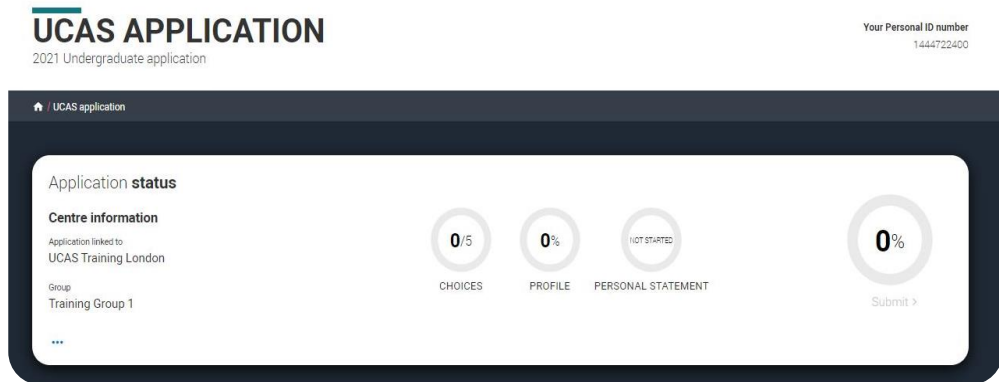 UCAS APPLICATION
2021 Undergraduate application
Your Personal ID number
1444722400
/ UCAS application
Application status
Centre information
Application linked to
UCAS Training London
Group
Training Group 1
...
0/5
CHOICES
0%
PROFILE
NOT STARTED
PERSONAL STATEMENT
0%
Submit >